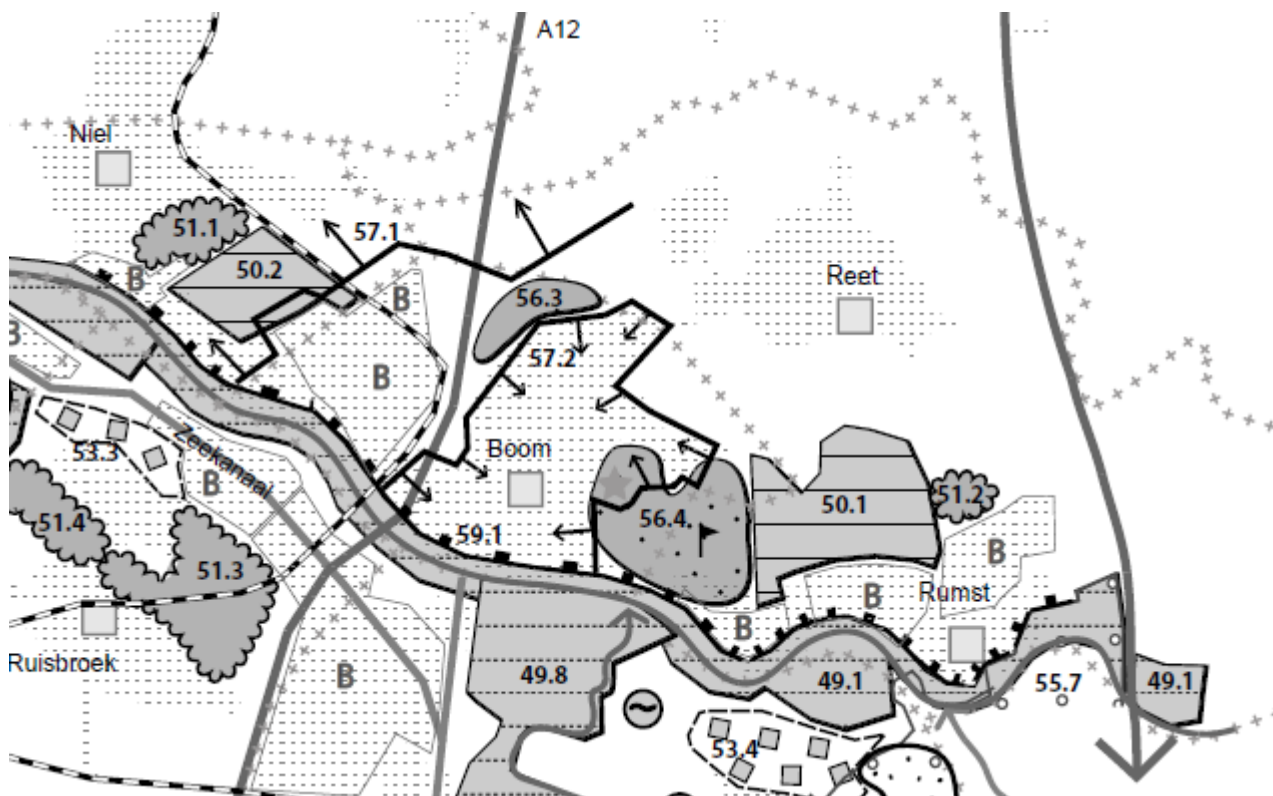 A12
Niel
51.1
57.1
50.2
B
B
Reet
56.3
B
57.2
B
53.3
Zeekanaal
Boom
B
50.1
51.2
51.4
56.4
59.1
51.3
B
Rumst
B
B
Ruisbroek
B
49.8
49.1
55.7
49.1
~
53.4